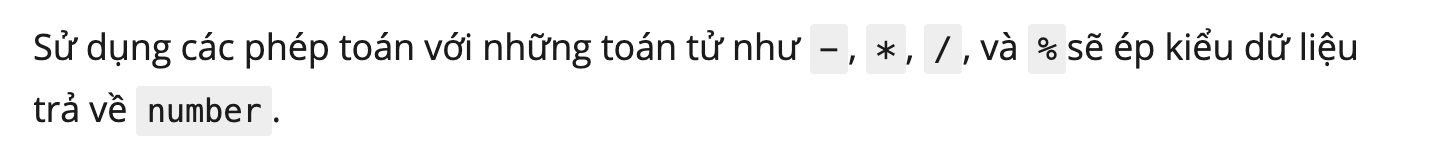 Sử dụng các phép toán với những toán tử như -, *, /, và % sẽ ép kiểu dữ liệu
trả về number.